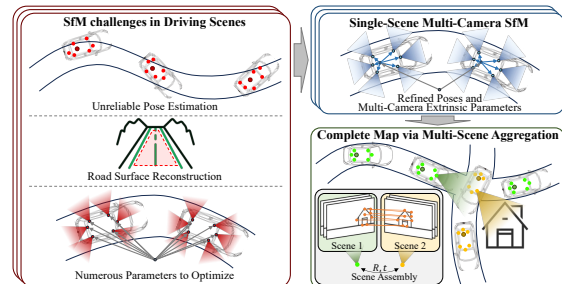 SfM challenges in Driving Scenes
Unreliable Pose Estimation
Road Surface Reconstruction
Numerous Parameters to Optimize
Single-Scene Multi-Camera SfM
Refined Poses and
Multi-Camera Extrinsic Parameters
Complete Map via Multi-Scene Aggregation
Scene 1
Scene 2
R,t
Scene Assembly